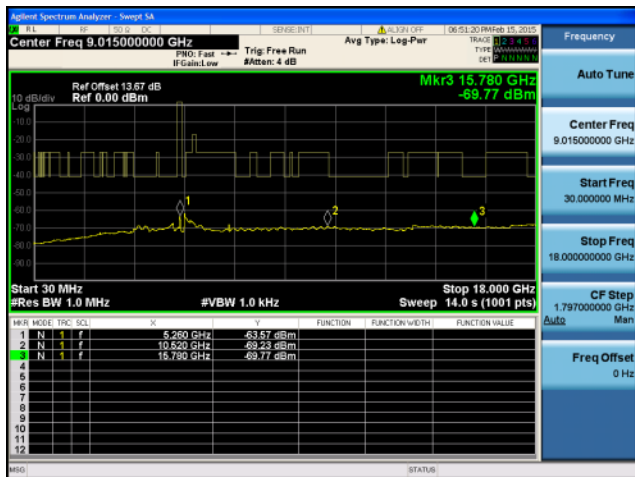 Agilent Spectrum Analyzer - Swept SA
RL RF 50 Ω DC SENSE:INT ALIGN OFF 06:51:20 PM Feb 15, 2015
Center Freq 9.015000000 GHz
PNO: Fast Trig: Free Run Avg Type: Log-Pwr TRACE 1 2 3 4 5 6
IFGain:Low #Atten: 4 dB TYPE
DET P N N N N N
Frequency
Auto Tune
Ref Offset 13.67 dB Mkr3 15.780 GHz
10 dB/div Ref 0.00 dBm -69.77 dBm
Log
-10.0
-20.0
-30.0
-40.0
-50.0
-60.0
-70.0
-80.0
-90.0
1
2
3
Center Freq
9.015000000 GHz
Start Freq
30.000000 MHz
Stop Freq
18.000000000 GHz
CF Step
1.797000000 GHz
Auto Man
Freq Offset
0 Hz
Start 30 MHz Stop 18.000 GHz
#Res BW 1.0 MHz #VBW 1.0 kHz Sweep 14.0 s (1001 pts)
MKR MODE TRC SCL X Y FUNCTION FUNCTION WIDTH FUNCTION VALUE
1 N 1 f 5.260 GHz -63.57 dBm
2 N 1 f 10.520 GHz -69.23 dBm
3 N 1 f 15.780 GHz -69.77 dBm
4
5
6
7
8
9
10
11
12
MSG STATUS